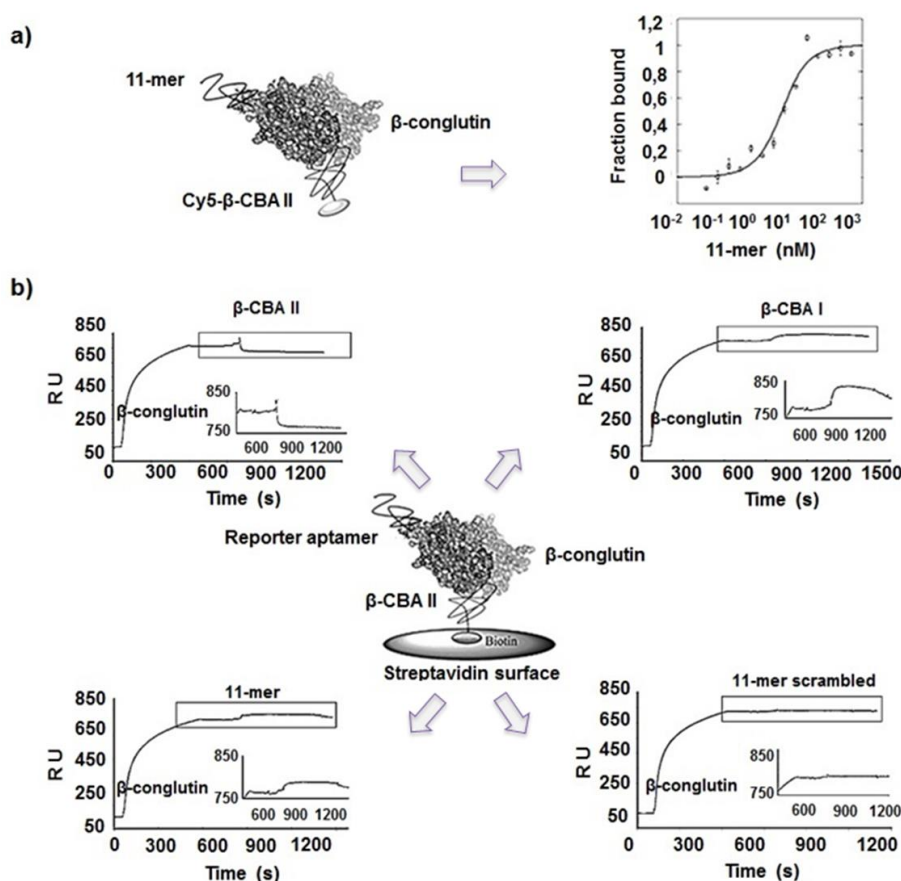 a)
11-mer
β-conglutin
Cy5-β-CBA II
Fraction bound
1,2
1
0,8
0,6
0,4
0,2
0
10-2 10-1 100 101 102 103
11-mer (nM)
b)
β-CBA II
850
650
450
250
50
RU
β-conglutin
850
750
600 900 1200
0 300 600 900 1200
Time (s)
β-CBA I
850
650
450
250
50
RU
β-conglutin
850
750
600 900 1200
0 300 600 900 1200 1500
Time (s)
Reporter aptamer
β-conglutin
β-CBA II
Biotin
Streptavidin surface
11-mer
850
650
450
250
50
RU
β-conglutin
850
750
600 900 1200
0 300 600 900 1200
Time (s)
11-mer scrambled
850
650
450
250
50
RU
β-conglutin
850
750
600 900 1200
0 300 600 900 1200
Time (s)